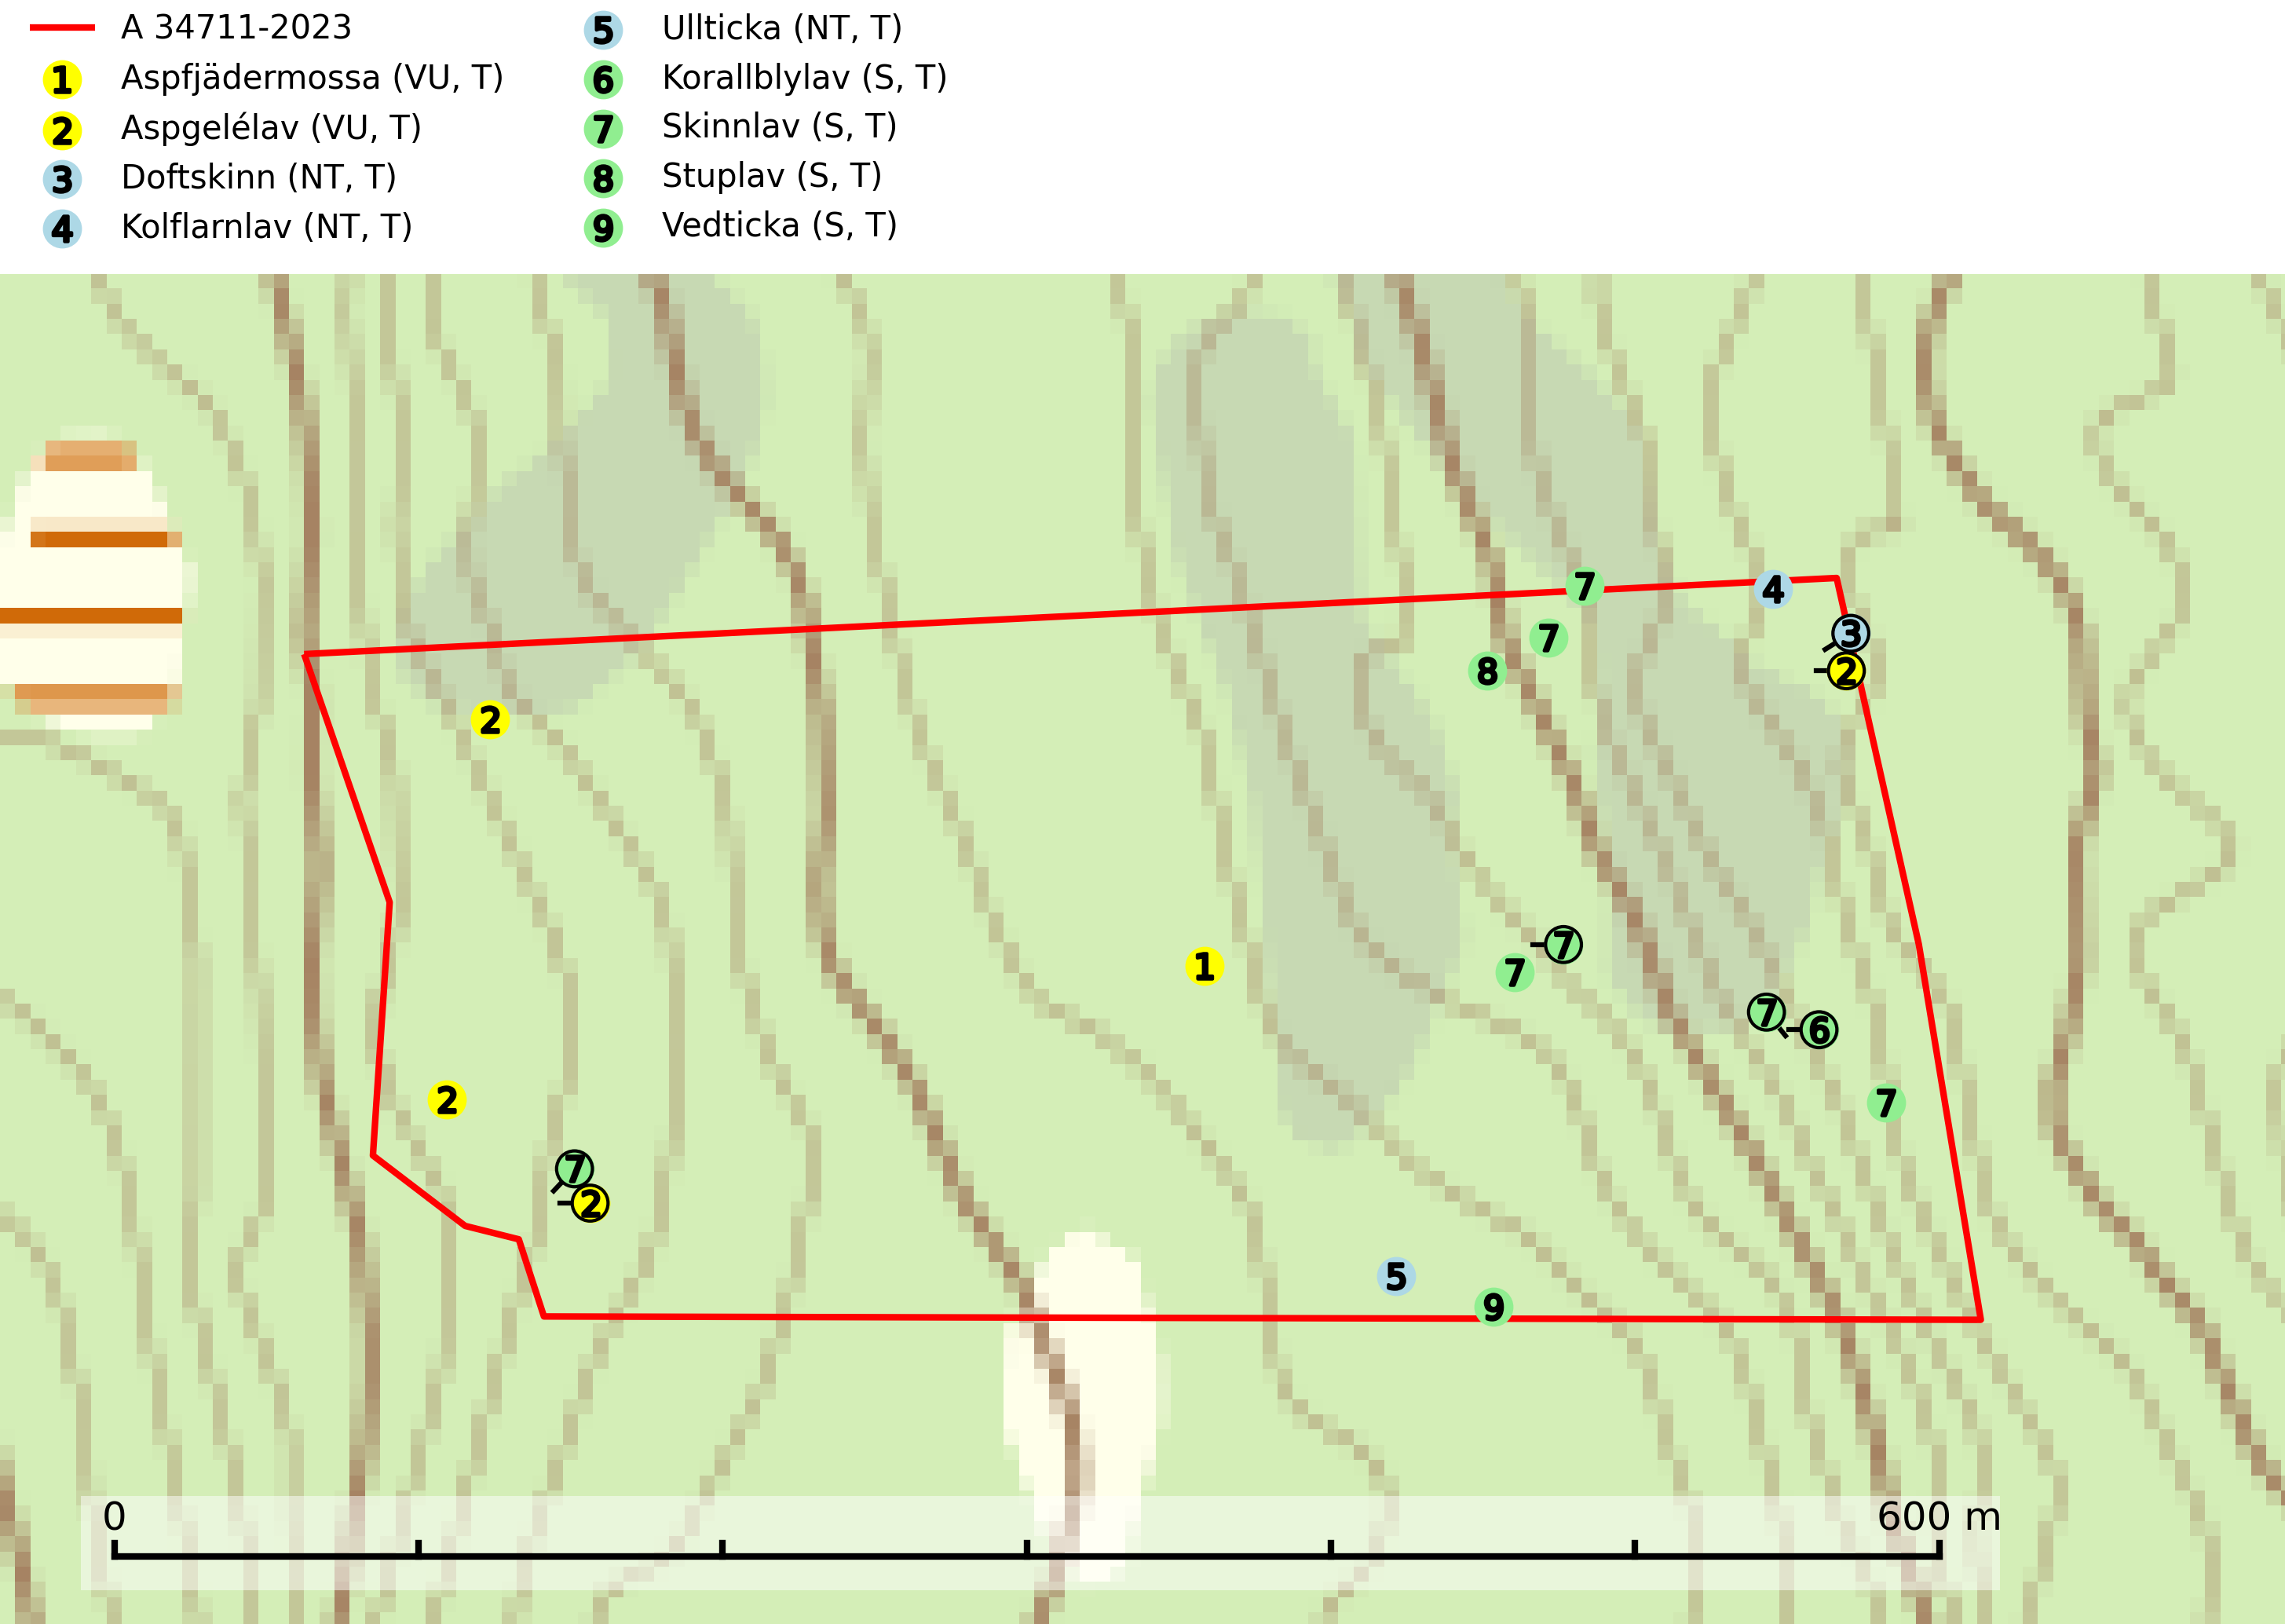 A 34711-2023
1 Aspfjädermossa (VU, T)
2 Aspgelélav (VU, T)
3 Doftskinn (NT, T)
4 Kolflarnlav (NT, T)
5 Ullticka (NT, T)
6 Korallblylav (S, T)
7 Skinnlav (S, T)
8 Stuplav (S, T)
9 Vedticka (S, T)
7
4
3
7
8
2
2
7
1
7
7
6
2
7
7
2
5
9
0
600 m